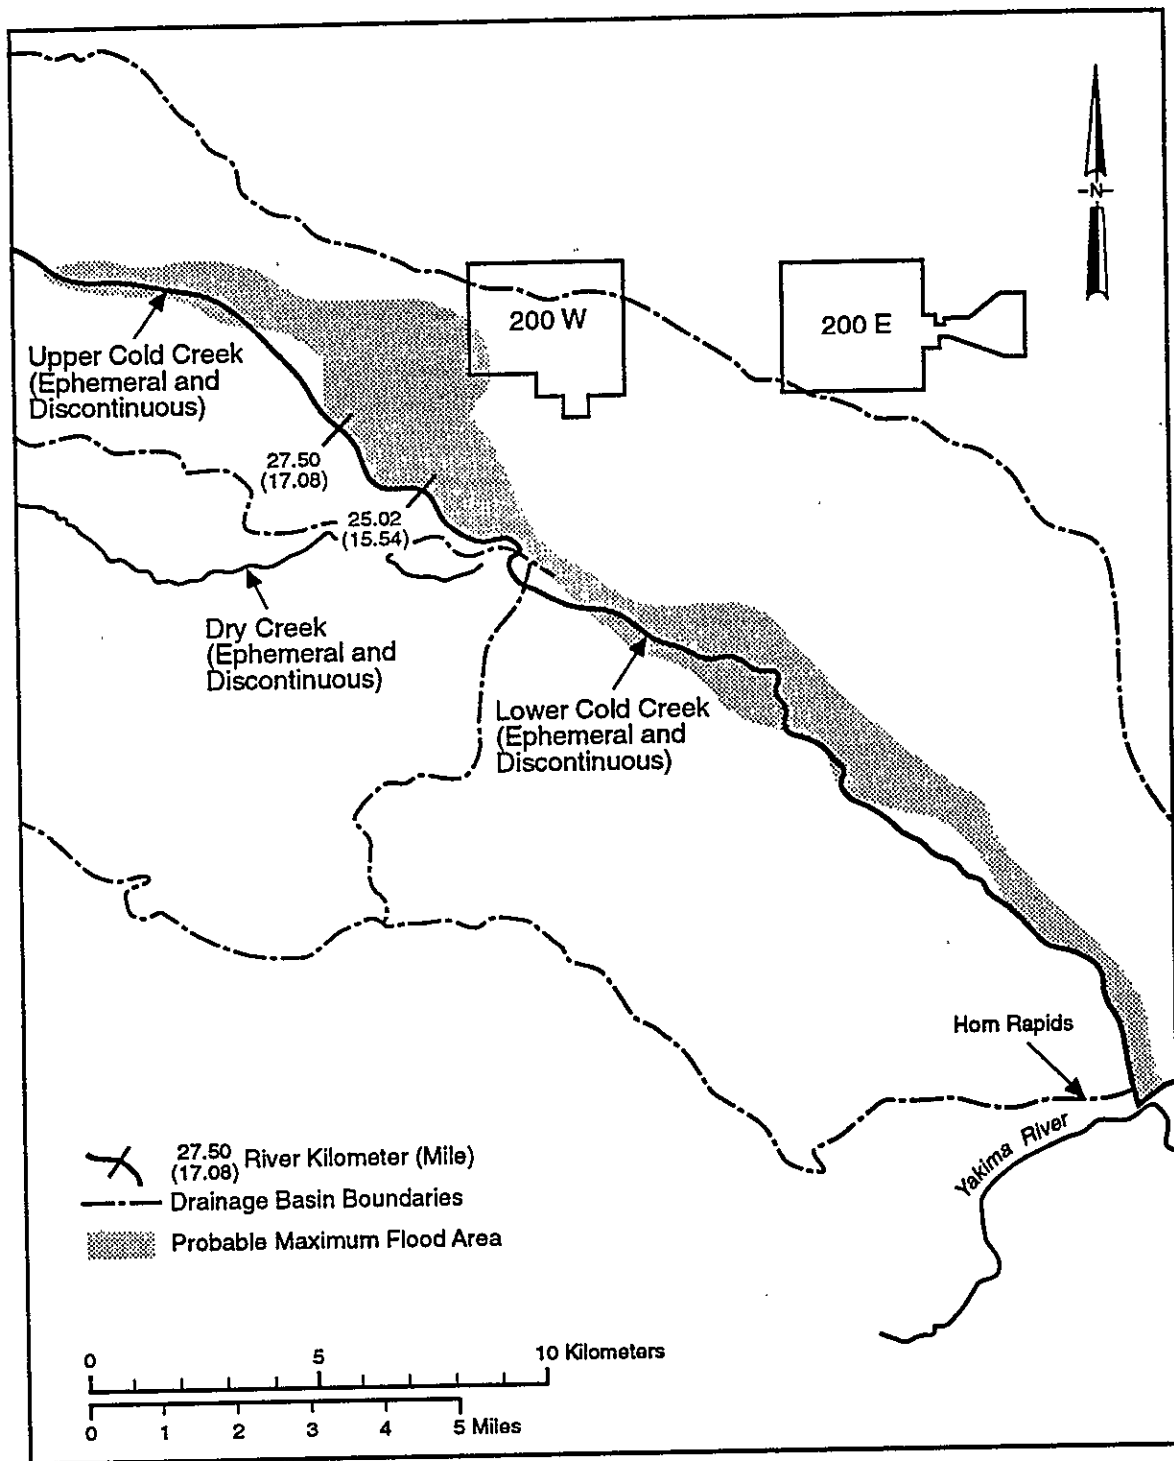 -N-
200 W
200 E
Upper Cold Creek
(Ephemeral and
Discontinuous)
27.50
(17.08)
25.02
(15.54)
Dry Creek
(Ephemeral and
Discontinuous)
Lower Cold Creek
(Ephemeral and
Discontinuous)
Horn Rapids
Yakima River
27.50
(17.08)
River Kilometer (Mile)
Drainage Basin Boundaries
Probable Maximum Flood Area
0 5 10 Kilometers
0 1 2 3 4 5 Miles